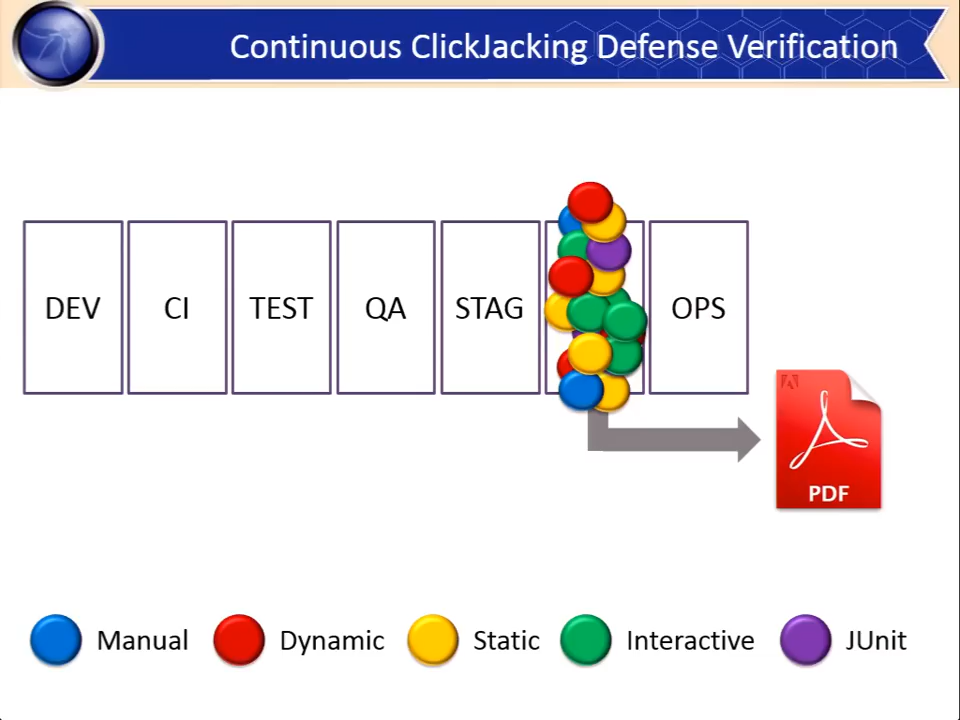 Continuous ClickJacking Defense Verification
DEV
CI
TEST
QA
STAG
OPS
PDF
Manual
Dynamic
Static
Interactive
JUnit